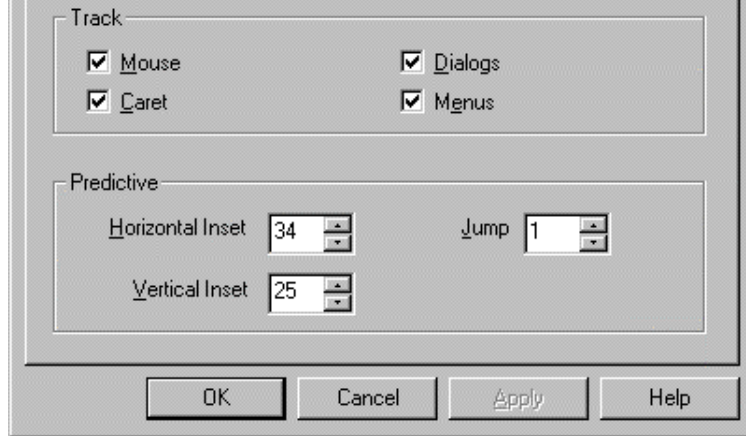 Track
Mouse Dialogs
Caret Menus
Predictive
Horizontal Inset 34 Jump 1
Vertical Inset 25
OK Cancel Apply Help